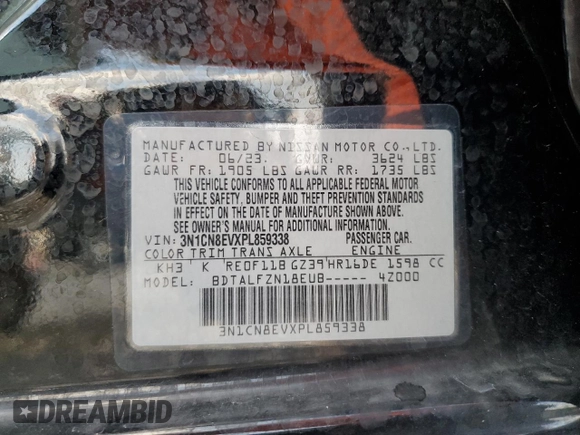 MANUFACTURED BY NISSAN MOTOR CO.,LTD.
DATE: 06/23. GVWR: 3624 LBS
GAWR FR: 1905 LBS GAWR RR: 1735 LBS
THIS VEHICLE CONFORMS TO ALL APPLICABLE FEDERAL MOTOR
VEHICLE SAFETY, BUMPER AND THEFT PREVENTION STANDARDS
IN EFFECT ON THE DATE OF MANUFACTURE SHOWN ABOVE.
SEE OWNER'S MANUAL FOR ADDITIONAL INFORMATION.
VIN: 3N1CN8EVXPL859338 PASSENGER CAR.
COLOR TRIM TRANS AXLE ENGINE
KH3 K RE0F11B GZ39 HR16DE 1598 CC
MODEL: BDTALFZN18EUB----- 4Z000
3N1CN8EVXPL859338
DREAMBID